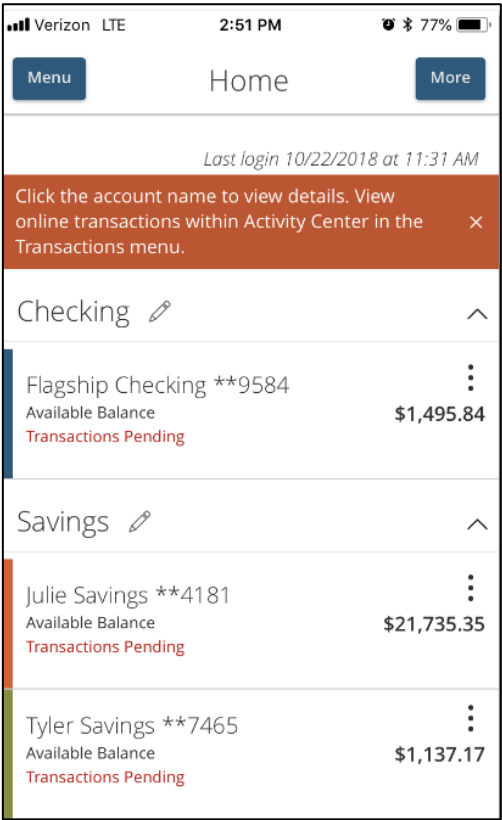 Verizon LTE 2:51 PM 77%
Menu Home More
Last login 10/22/2018 at 11:31 AM
Click the account name to view details. View
online transactions within Activity Center in the
Transactions menu.
Checking
Flagship Checking **9584
Available Balance $1,495.84
Transactions Pending
Savings
Julie Savings **4181
Available Balance $21,735.35
Transactions Pending
Tyler Savings **7465
Available Balance $1,137.17
Transactions Pending